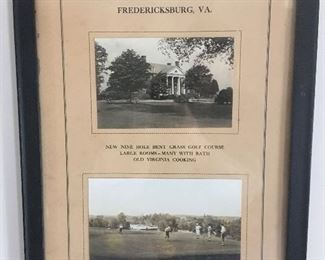 FREDERICKSBURG, VA.
NEW NINE HOLE BENT GRASS GOLF COURSE
LARGE ROOMS—MANY WITH BATH
OLD VIRGINIA COOKING